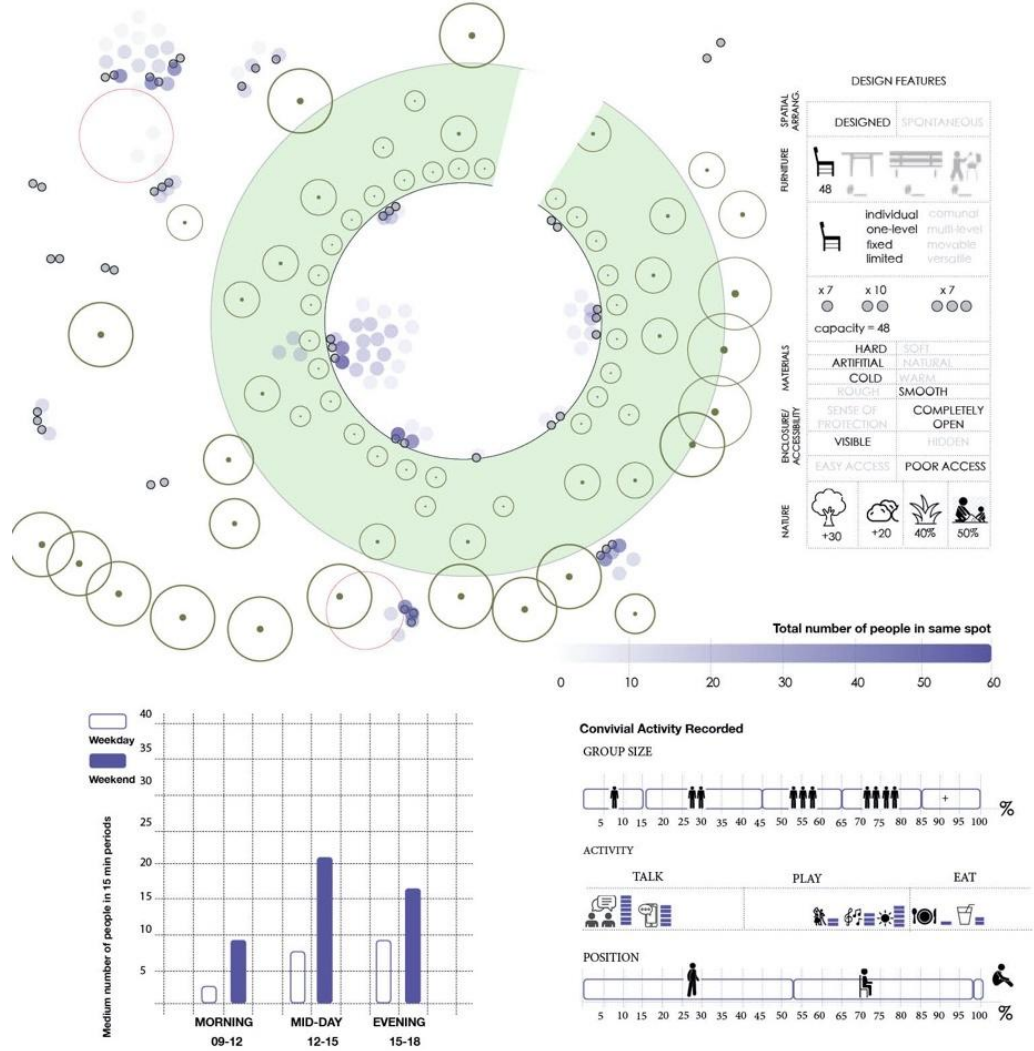 DESIGN FEATURES
SPATIAL
ARRANG.
DESIGNED
SPONTANEOUS
FURNITURE
48
individual
comunal
one-level
multi-level
fixed
movable
limited
versatile
x 7
x 10
x 7
capacity = 48
MATERIALS
HARD
SOFT
ARTIFITIAL
NATURAL
COLD
WARM
ROUGH
SMOOTH
ENCLOSURE/
ACCESSIBILITY
SENSE OF
PROTECTION
COMPLETELY
OPEN
VISIBLE
HIDDEN
EASY ACCESS
POOR ACCESS
NATURE
+30
+20
40%
50%
Total number of people in same spot
0 10 20 30 40 50 60
Weekday
Weekend
Medium number of people in 15 min periods
40
35
30
25
20
15
10
5
MORNING
09-12
MID-DAY
12-15
EVENING
15-18
Convivial Activity Recorded
GROUP SIZE
+
%
5 10 15 20 25 30 35 40 45 50 55 60 65 70 75 80 85 90 95 100
ACTIVITY
TALK
PLAY
EAT
POSITION
5 10 15 20 25 30 35 40 45 50 55 60 65 70 75 80 85 90 95 100
%